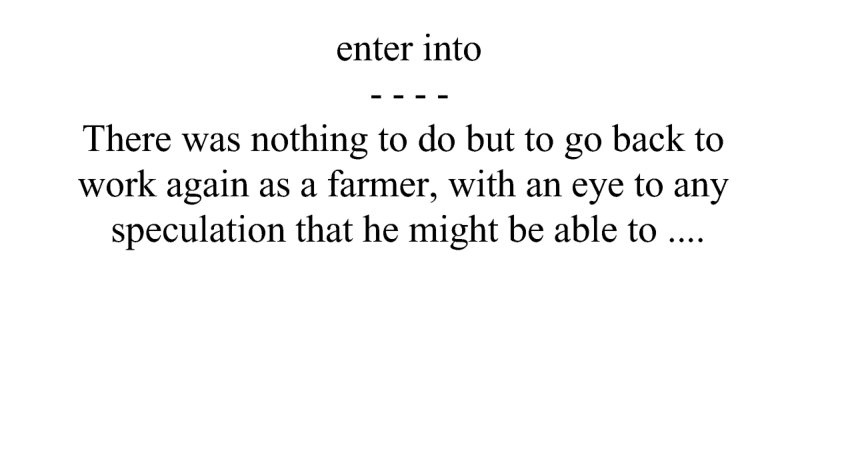 enter into
- - - -
There was nothing to do but to go back to
work again as a farmer, with an eye to any
speculation that he might be able to ....